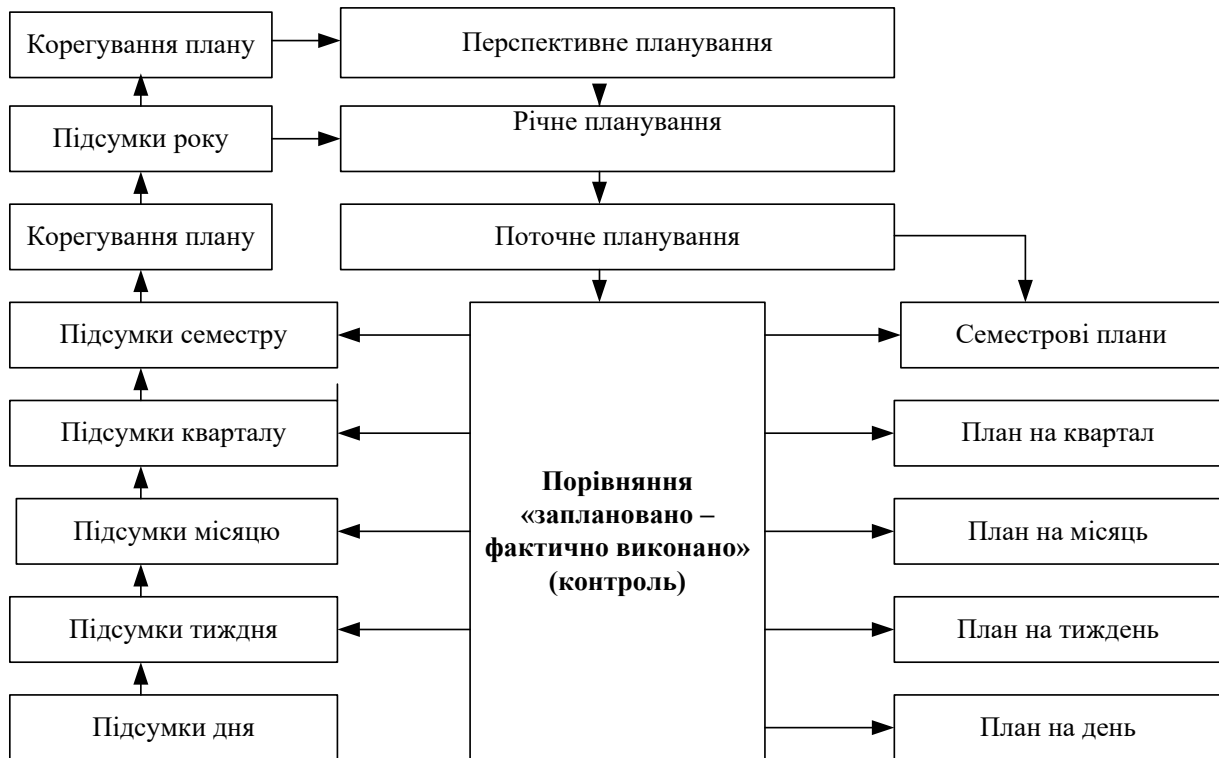 Корегування плану
Перспективне планування
Підсумки року
Річне планування
Корегування плану
Поточне планування
Підсумки семестру
Семестрові плани
Підсумки кварталу
План на квартал
Порівняння
«заплановано –
фактично виконано»
(контроль)
Підсумки місяцю
План на місяць
Підсумки тиждня
План на тиждень
Підсумки дня
План на день